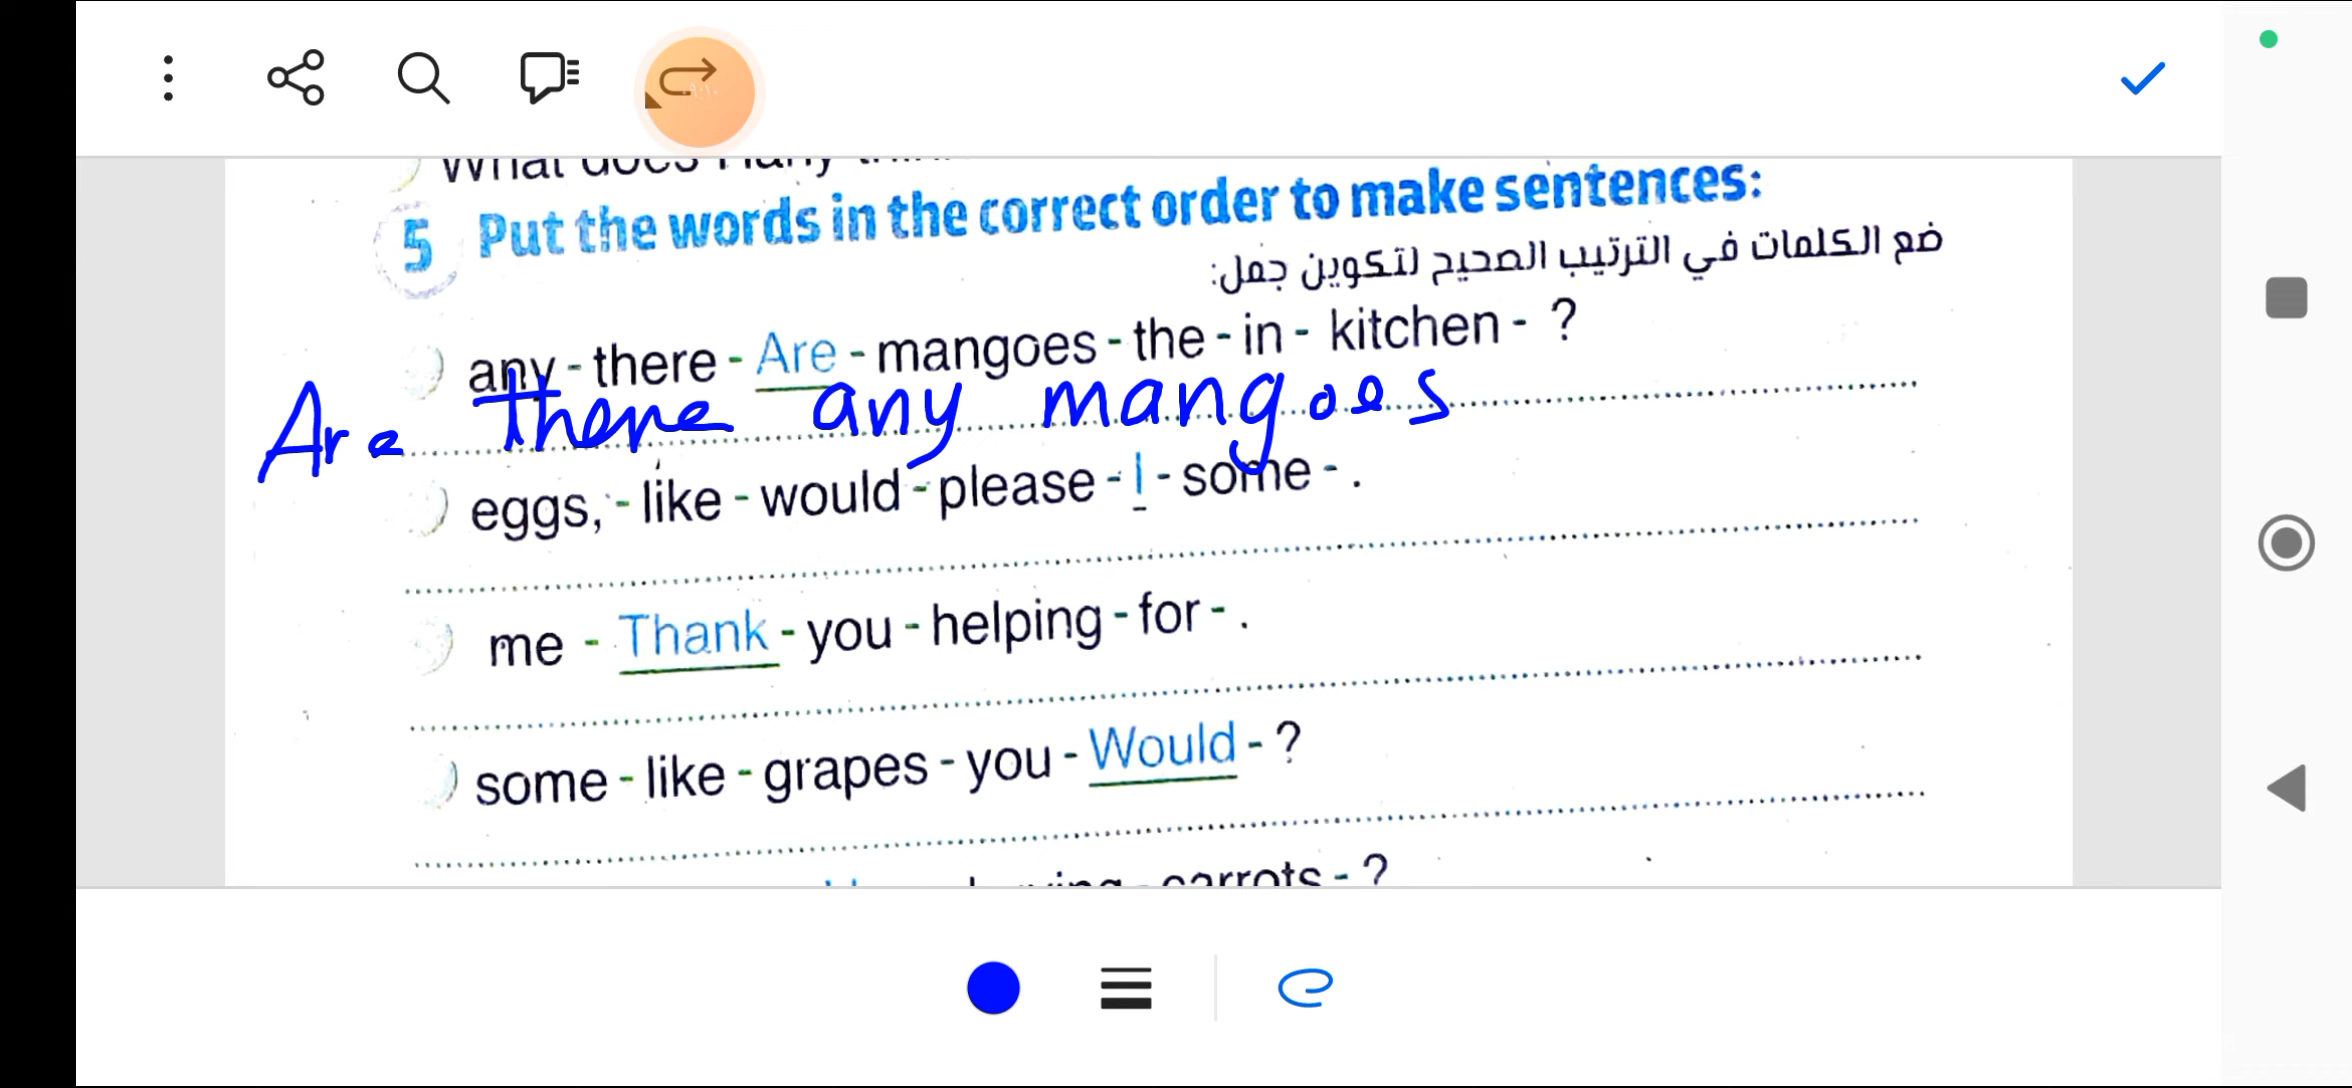 5 Put the words in the correct order to make sentences:
ضع الكلمات في الترتيب الصحيح لتكوين جمل:
any - there - Are - mangoes - the - in - kitchen - ?
Are there any mangoes
eggs, - like - would - please - I - some - .
me - Thank - you - helping - for - .
some - like - grapes - you - Would - ?
carrots - ?